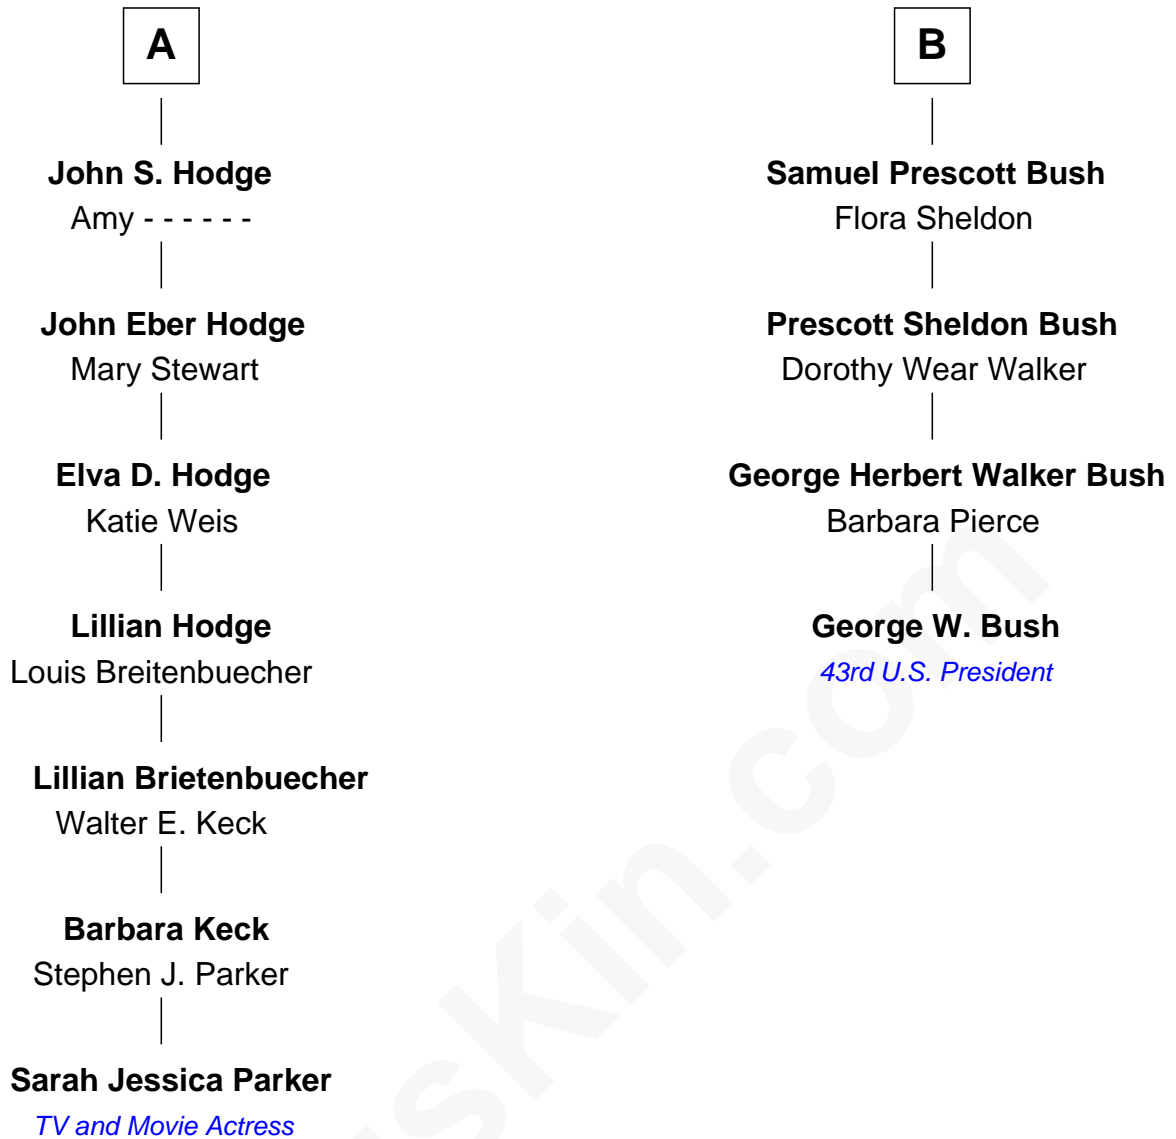 A
John S. Hodge
Amy - - - - - -
John Eber Hodge
Mary Stewart
Elva D. Hodge
Katie Weis
Lillian Hodge
Louis Breitenbuecher
Lillian Brietenbuecher
Walter E. Keck
Barbara Keck
Stephen J. Parker
Sarah Jessica Parker
TV and Movie Actress
B
Samuel Prescott Bush
Flora Sheldon
Prescott Sheldon Bush
Dorothy Wear Walker
George Herbert Walker Bush
Barbara Pierce
George W. Bush
43rd U.S. President
usKin.com